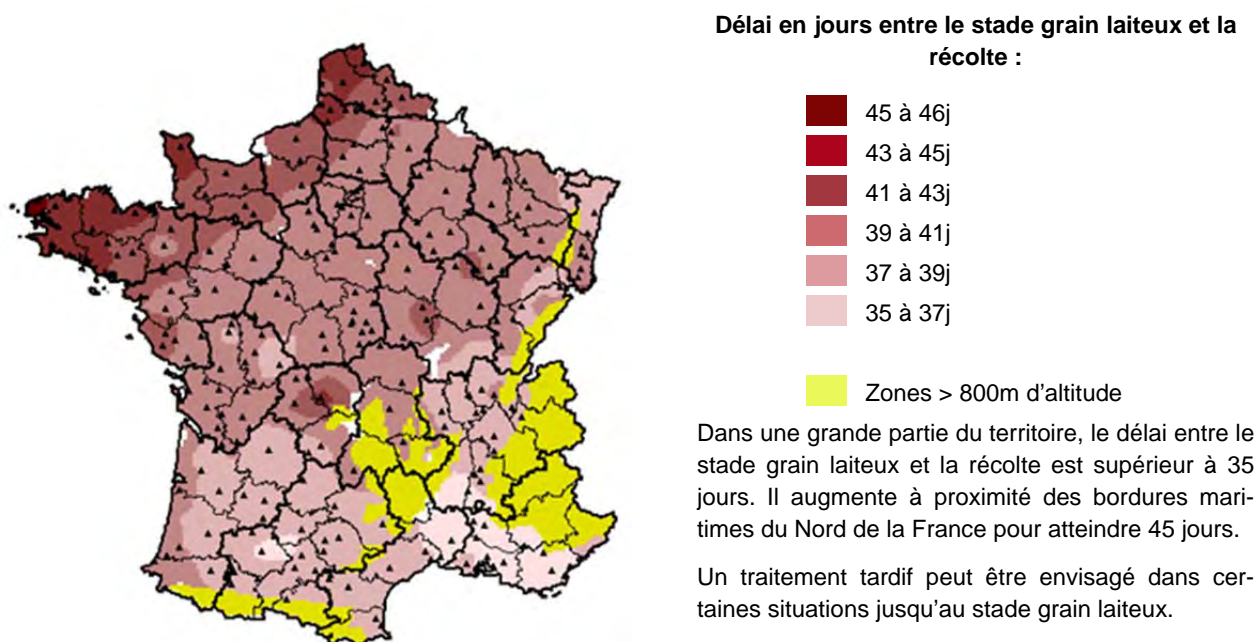 Délai en jours entre le stade grain laiteux et la
récolte :
45 à 46j
43 à 45j
41 à 43j
39 à 41j
37 à 39j
35 à 37j
Zones > 800m d’altitude
Dans une grande partie du territoire, le délai entre le
stade grain laiteux et la récolte est supérieur à 35
jours. Il augmente à proximité des bordures mari-
times du Nord de la France pour atteindre 45 jours.
Un traitement tardif peut être envisagé dans cer-
taines situations jusqu’au stade grain laiteux.